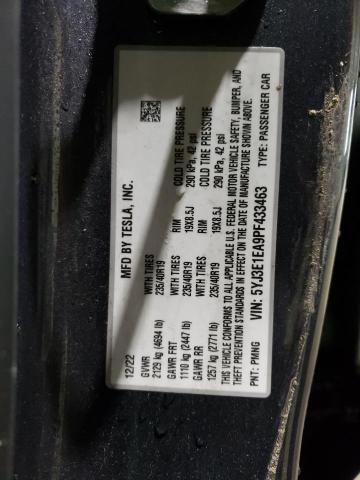 MFD BY TESLA, INC.
12/22
GVWR
2129 kg (4694 lb)
GAWR FRT WITH TIRES RIM COLD TIRE PRESSURE
1110 kg (2447 lb) 235/40R19 19X8.5J 290 kPa, 42 psi
GAWR RR WITH TIRES RIM COLD TIRE PRESSURE
1257 kg (2771 lb) 235/40R19 19X8.5J 290 kPa, 42 psi
THIS VEHICLE CONFORMS TO ALL APPLICABLE U.S. FEDERAL MOTOR VEHICLE SAFETY, BUMPER, AND
THEFT PREVENTION STANDARDS IN EFFECT ON THE DATE OF MANUFACTURE SHOWN ABOVE.
VIN: 5YJ3E1EA9PF433463 TYPE: PASSENGER CAR
PNT: PMNG